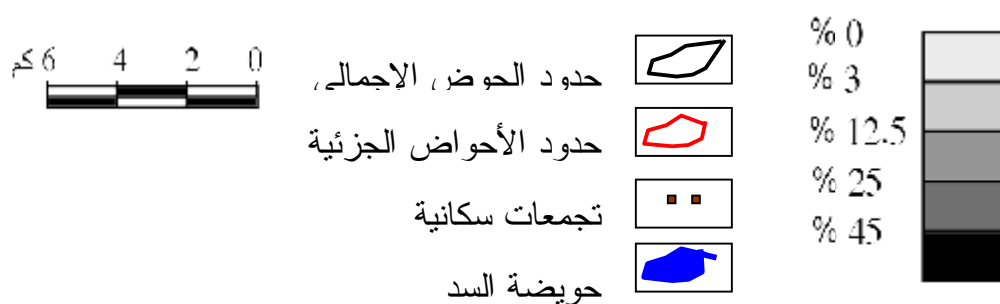 % 0
% 3
% 12.5
% 25
% 45
حدود الحوض الإجمالي
حدود الأحواض الجزئية
تجمعات سكانية
حويضة السد
0 2 4 6 كم